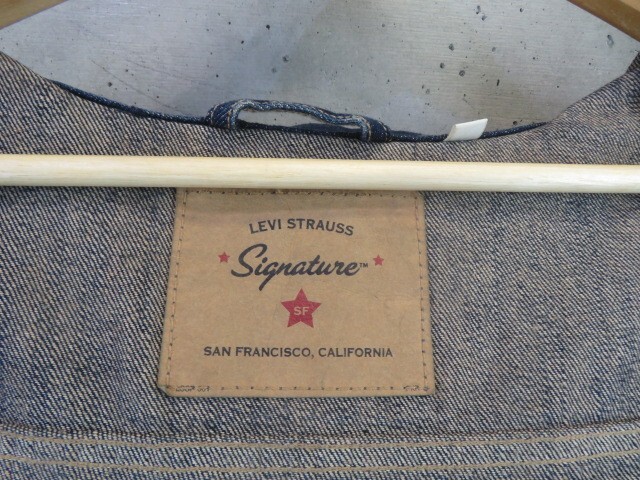 LEVI STRAUSS
Signature™
SF
SAN FRANCISCO, CALIFORNIA